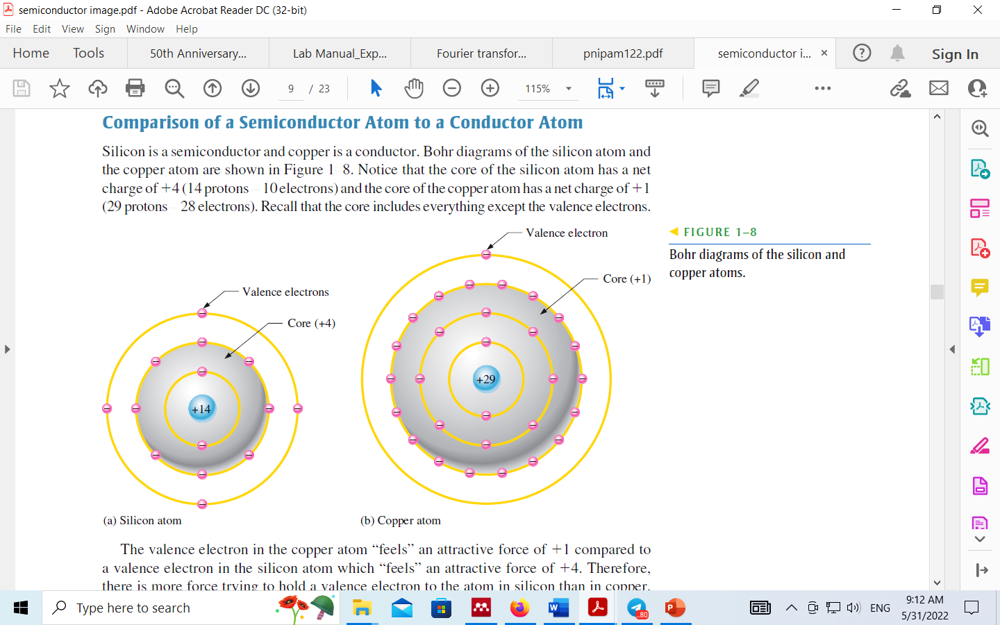 semiconductor image.pdf - Adobe Acrobat Reader DC (32-bit)
File Edit View Sign Window Help
Home Tools 50th Anniversary... Lab Manual_Exp... Fourier transfor... pnipam122.pdf semiconductor i... × ? Sign In
9 / 23 115%
Comparison of a Semiconductor Atom to a Conductor Atom
Silicon is a semiconductor and copper is a conductor. Bohr diagrams of the silicon atom and
the copper atom are shown in Figure 1–8. Notice that the core of the silicon atom has a net
charge of +4 (14 protons – 10 electrons) and the core of the copper atom has a net charge of +1
(29 protons – 28 electrons). Recall that the core includes everything except the valence electrons.
FIGURE 1–8
Bohr diagrams of the silicon and
copper atoms.
Valence electrons
Core (+4)
+14
(a) Silicon atom
Valence electron
Core (+1)
+29
(b) Copper atom
The valence electron in the copper atom “feels” an attractive force of +1 compared to
a valence electron in the silicon atom which “feels” an attractive force of +4. Therefore,
there is more force trying to hold a valence electron to the atom in silicon than in copper.
Type here to search
W
..80
P
ENG
9:12 AM
5/31/2022